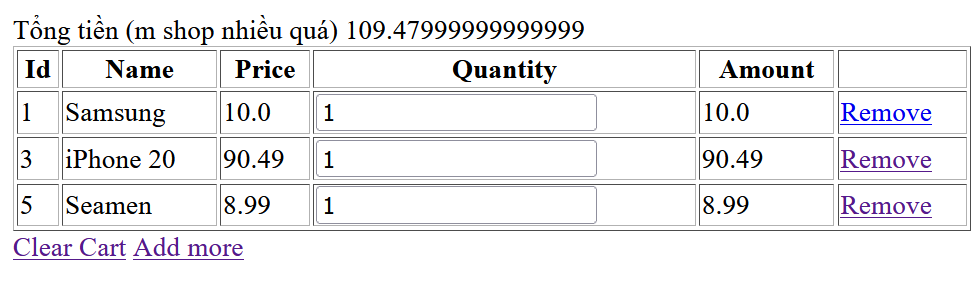 Tổng tiền (m shop nhiều quá) 109.47999999999999
Id Name Price Quantity Amount
1 Samsung 10.0 1 10.0 Remove
3 iPhone 20 90.49 1 90.49 Remove
5 Seamen 8.99 1 8.99 Remove
Clear Cart Add more